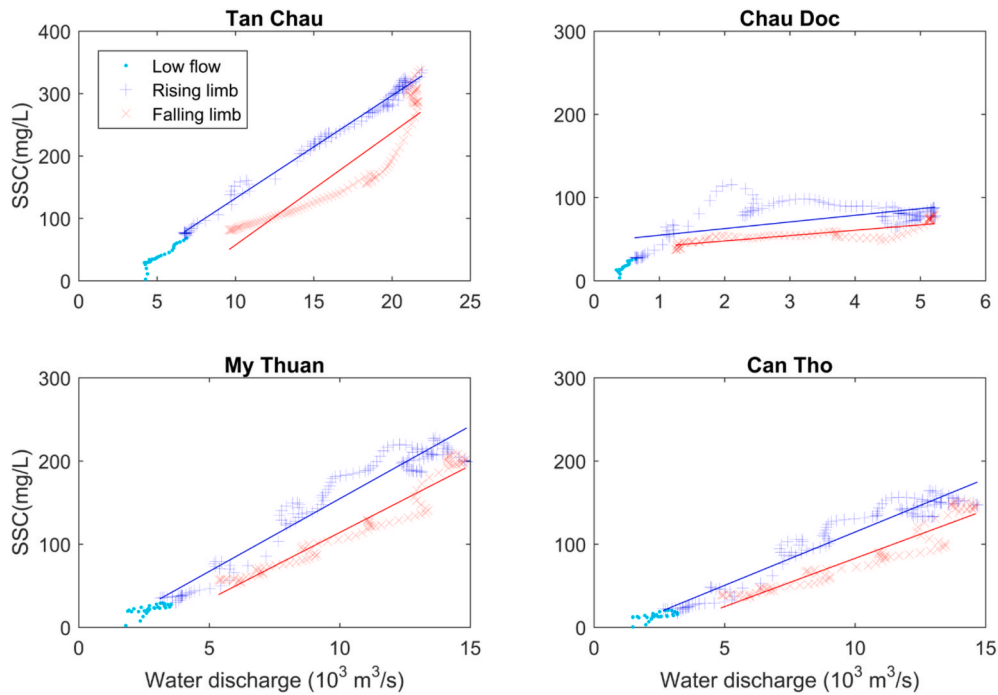 Tan Chau
400
300
200
100
0
SSC(mg/L)
Low flow
Rising limb
Falling limb
0 5 10 15 20 25
Chau Doc
300
200
100
0
0 1 2 3 4 5 6
My Thuan
300
200
100
0
SSC(mg/L)
0 5 10 15
Water discharge (10³ m³/s)
Can Tho
300
200
100
0
0 5 10 15
Water discharge (10³ m³/s)